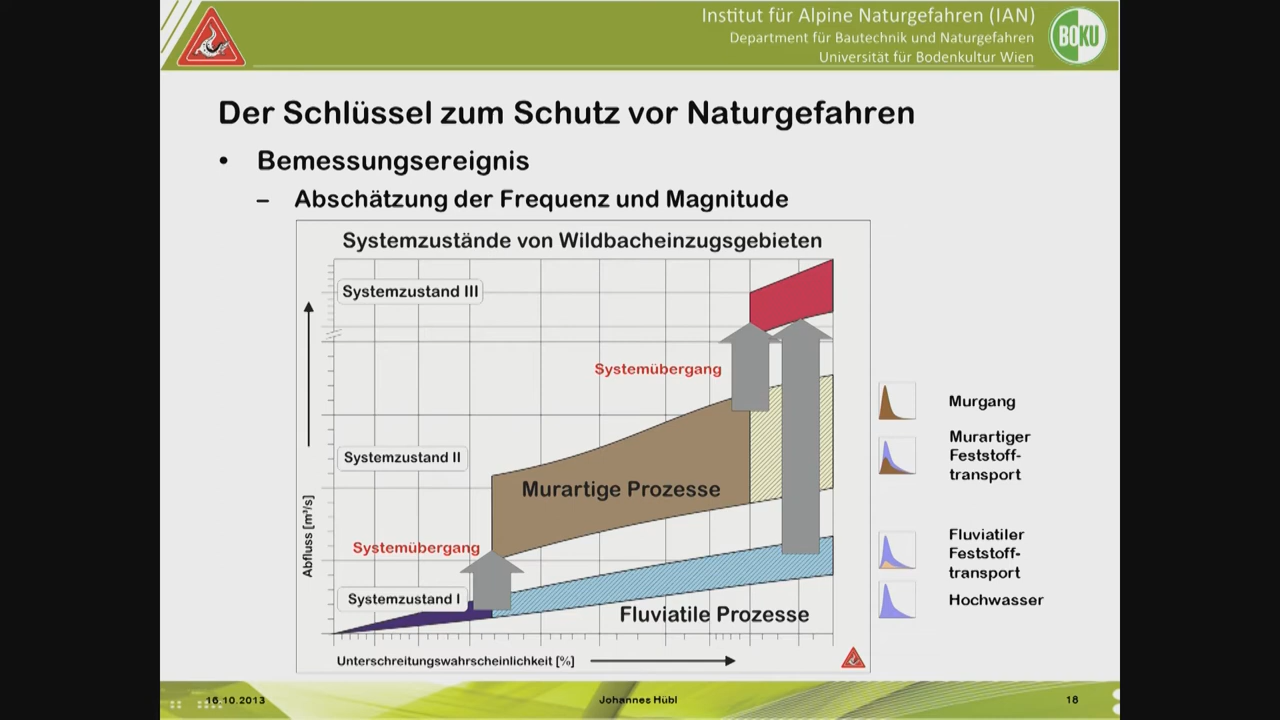 Institut für Alpine Naturgefahren (IAN)
Department für Bautechnik und Naturgefahren
Universität für Bodenkultur Wien
BOKU
Der Schlüssel zum Schutz vor Naturgefahren
• Bemessungsereignis
– Abschätzung der Frequenz und Magnitude
Systemzustände von Wildbacheinzugsgebieten
Systemzustand III
Systemübergang
Systemzustand II
Murartige Prozesse
Systemübergang
Systemzustand I
Fluviatile Prozesse
Abfluss [m³/s]
Unterschreitungswahrscheinlichkeit [%]
Murgang
Murartiger
Feststoff-
transport
Fluviatiler
Feststoff-
transport
Hochwasser
16.10.2013
Johannes Hübl
18